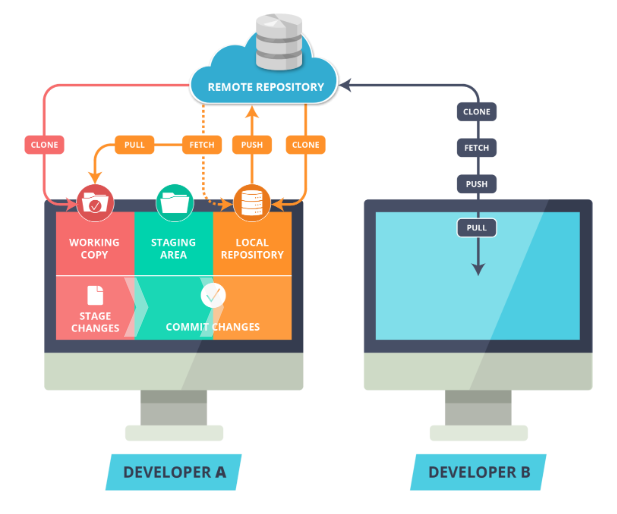 REMOTE REPOSITORY
CLONE
PULL
FETCH
PUSH
CLONE
CLONE
FETCH
PUSH
PULL
WORKING
COPY
STAGING
AREA
LOCAL
REPOSITORY
STAGE
CHANGES
COMMIT CHANGES
DEVELOPER A
DEVELOPER B